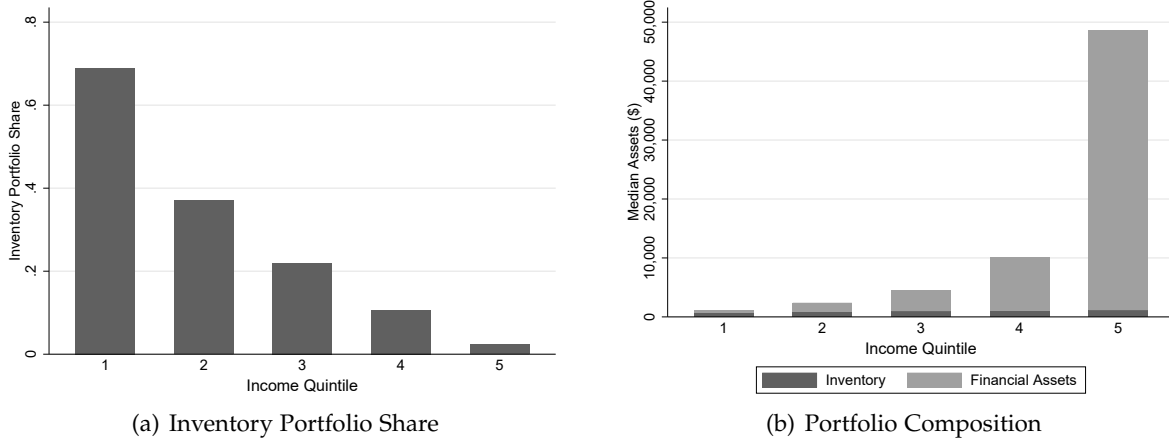 Inventory Portfolio Share
.8
.6
.4
.2
0
1 2 3 4 5
Income Quintile
(a) Inventory Portfolio Share
Median Assets ($)
50,000
40,000
30,000
20,000
10,000
0
1 2 3 4 5
Income Quintile
Inventory Financial Assets
(b) Portfolio Composition